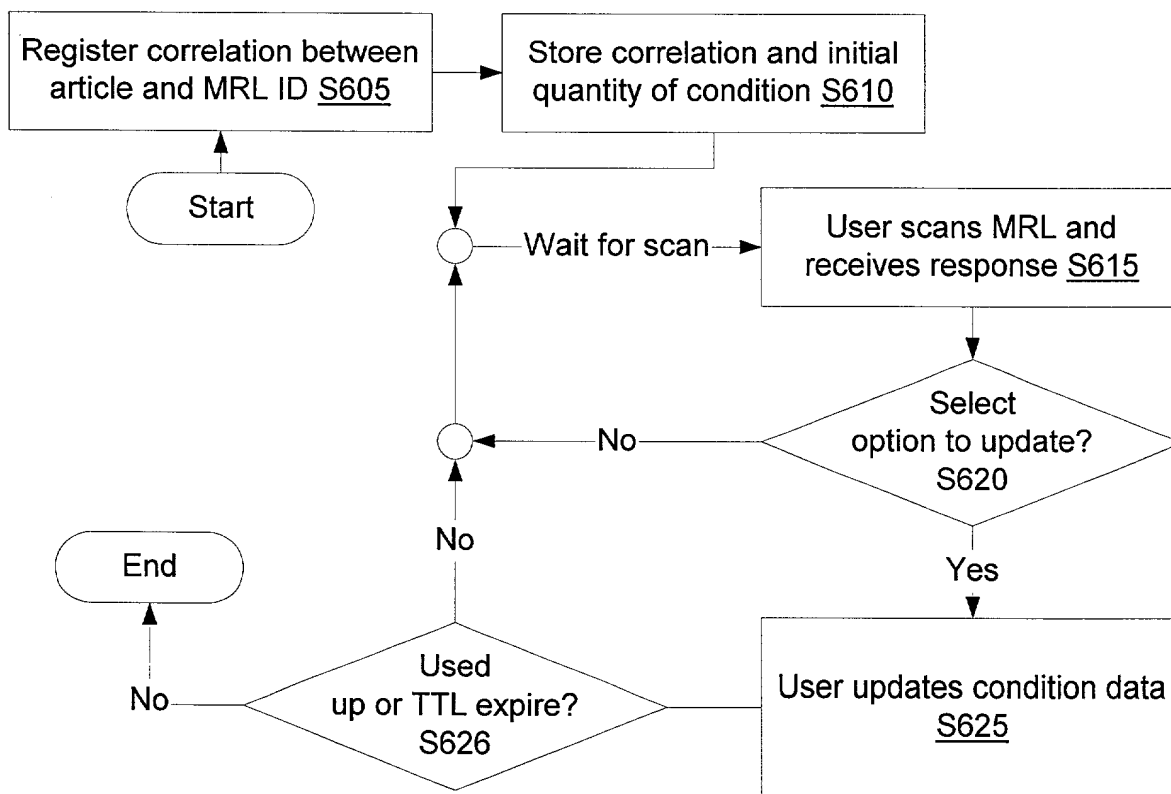 Register correlation between
article and MRL ID S605
Store correlation and initial
quantity of condition S610
Start
Wait for scan
User scans MRL and
receives response S615
Select
option to update?
S620
No
Yes
No
End
No
Used
up or TTL expire?
S626
User updates condition data
S625